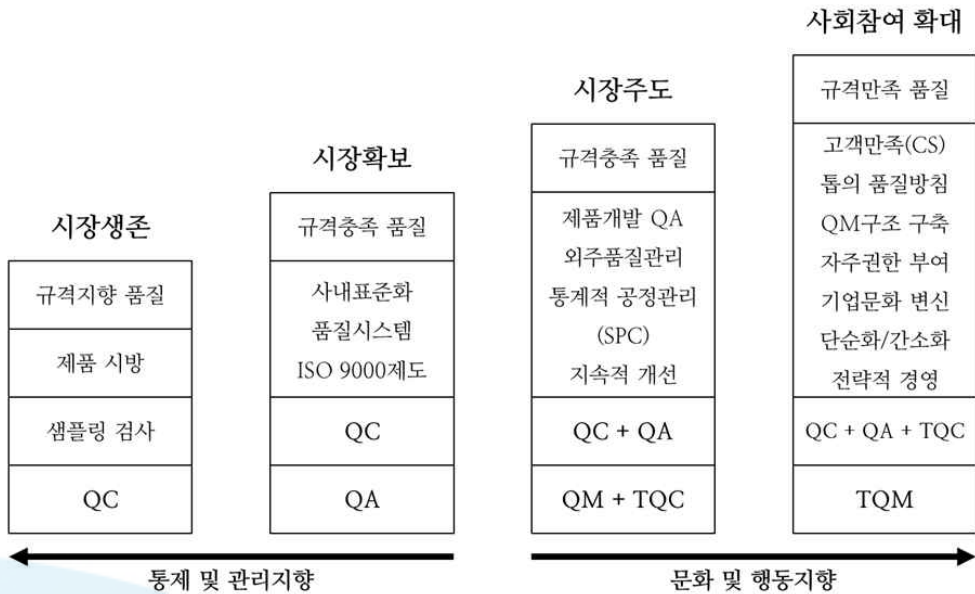 시장생존
규격지향 품질
제품 시방
샘플링 검사
QC
시장확보
규격충족 품질
사내표준화
품질시스템
ISO 9000제도
QC
QA
시장주도
규격충족 품질
제품개발 QA
외주품질관리
통계적 공정관리
(SPC)
지속적 개선
QC + QA
QM + TQC
사회참여 확대
규격만족 품질
고객만족(CS)
톱의 품질방침
QM구조 구축
자주권한 부여
기업문화 변신
단순화/간소화
전략적 경영
QC + QA + TQC
TQM
통제 및 관리지향
문화 및 행동지향